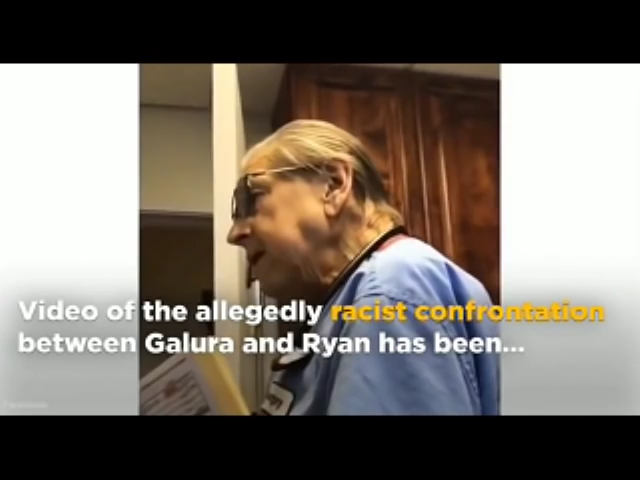 Video of the allegedly racist confrontation
between Galura and Ryan has been...